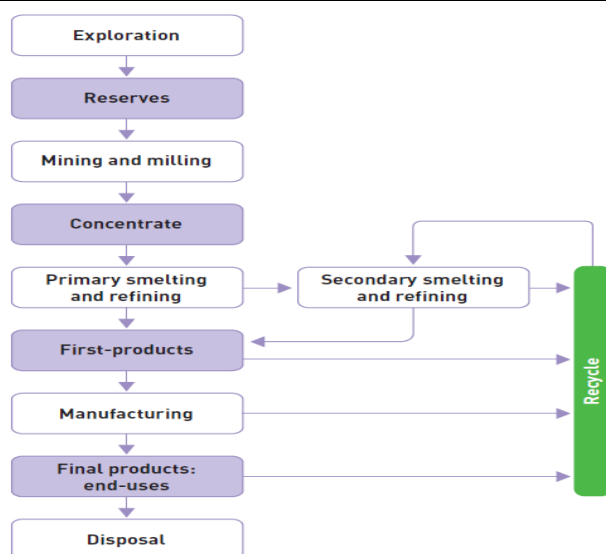 Exploration
Reserves
Mining and milling
Concentrate
Primary smelting
and refining
Secondary smelting
and refining
First-products
Recycle
Manufacturing
Final products:
end-uses
Disposal